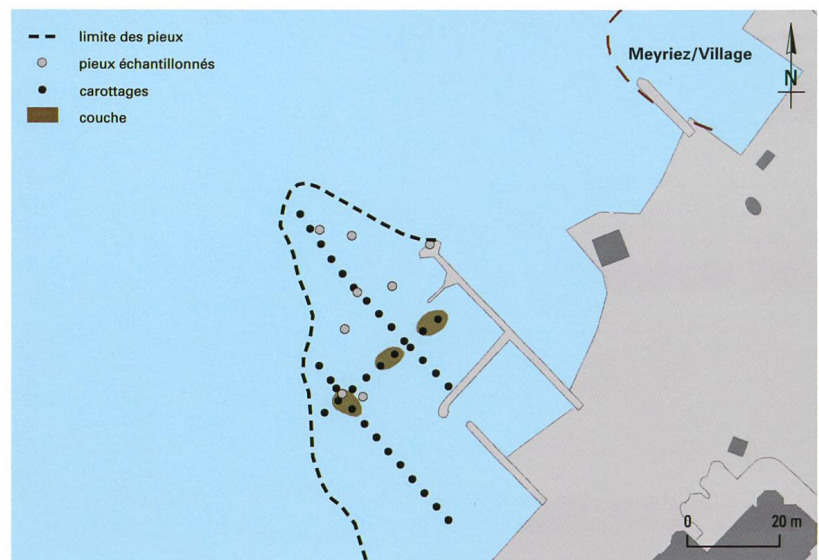 limite des pieux
pieux échantillonnés
carottages
couche
Meyriez/Village
N
0 20 m